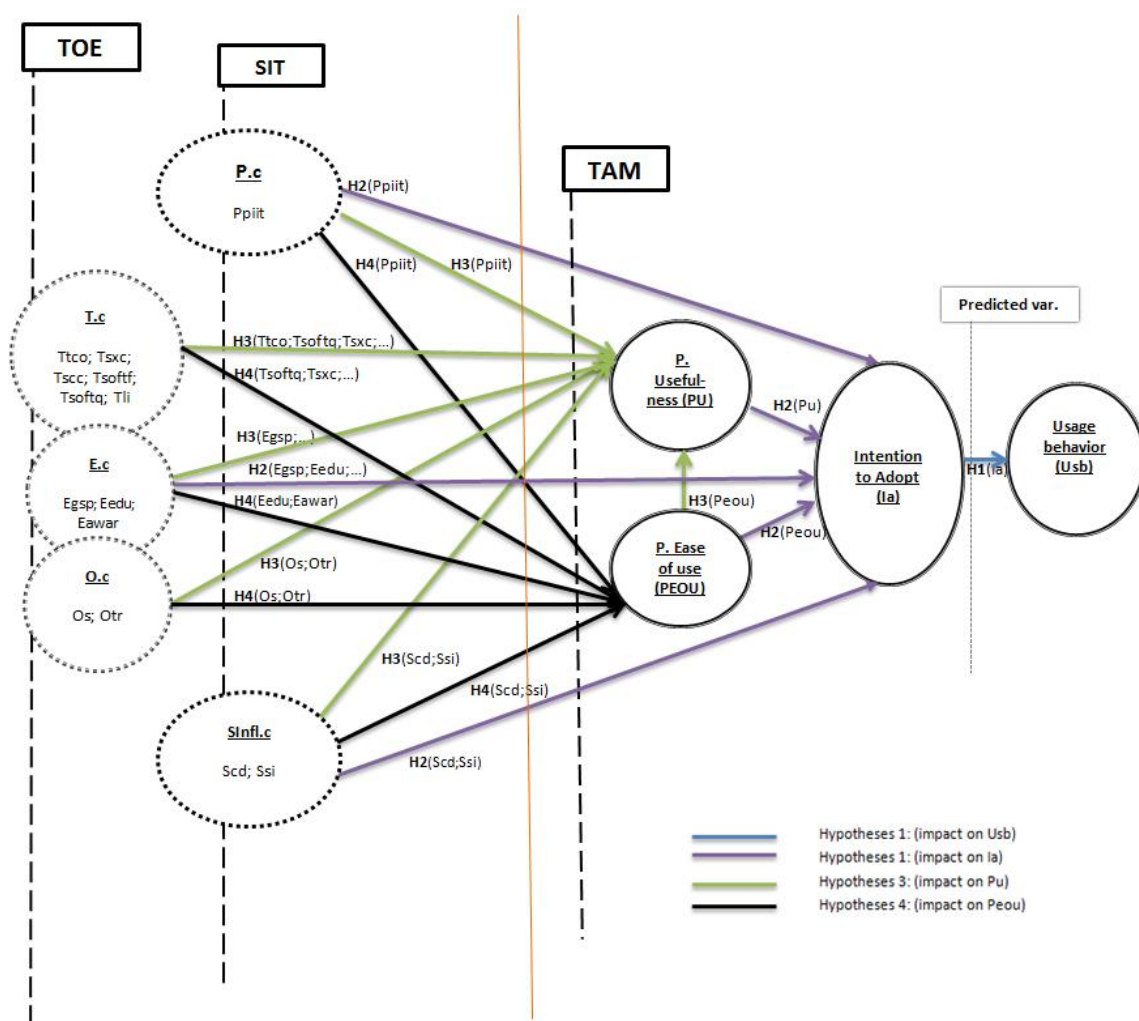 TOE
SIT
TAM
P.c
Ppiit
H2(Ppiit)
H4(Ppiit)
H3(Ppiit)
T.c
Ttco; Tsxc;
Tscc; Tsoftf;
Tsoftq; Tli
H3(Ttco;Tsoftq;Tsxc;...)
H4(Tsoftq;Tsxc;...)
E.c
Egsp; Eedu;
Eawar
H3(Egsp;...)
H2(Egsp;Eedu;...)
H4(Eedu;Eawar)
O.c
Os; Otr
H3(Os;Otr)
H4(Os;Otr)
SInfl.c
Scd; Ssi
H3(Scd;Ssi)
H4(Scd;Ssi)
H2(Scd;Ssi)
P.
Useful-
ness (PU)
H2(Pu)
H3(Peou)
H2(Peou)
P. Ease
of use
(PEOU)
Intention
to Adopt
(Ia)
Predicted var.
H1(Ia)
Usage
behavior
(Usb)
Hypotheses 1: (impact on Usb)
Hypotheses 1: (impact on Ia)
Hypotheses 3: (impact on Pu)
Hypotheses 4: (impact on Peou)